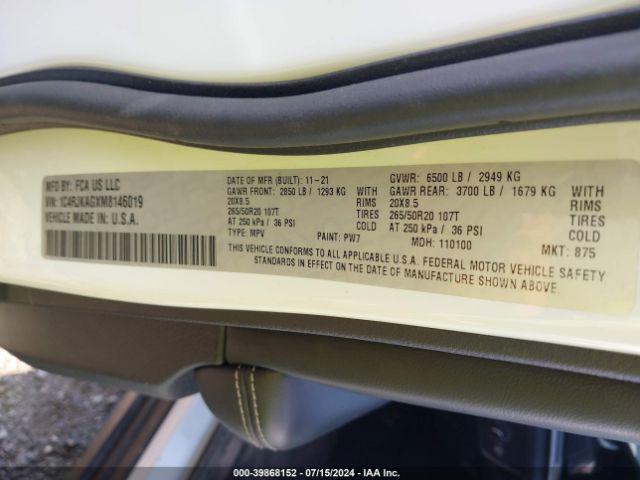 MFD BY: FCA US LLC
VIN: 1C4RJKAGXM8146019
VEHICLE MADE IN U.S.A.
DATE OF MFR (BUILT): 11-21
GAWR FRONT: 2850 LB / 1293 KG
20X8.5 RIMS
265/50R20 107T TIRES
AT 250 kPa / 36 PSI COLD
TYPE: MPV PAINT: PW7
GVWR: 6500 LB / 2949 KG
GAWR REAR: 3700 LB / 1679 KG
20X8.5 RIMS
265/50R20 107T TIRES
AT 250 kPa / 36 PSI COLD
MDH: 110100 MKT: 875
THIS VEHICLE CONFORMS TO ALL APPLICABLE U.S.A. FEDERAL MOTOR VEHICLE SAFETY
STANDARDS IN EFFECT ON THE DATE OF MANUFACTURE SHOWN ABOVE.
000-39868152 - 07/15/2024 - IAA Inc.